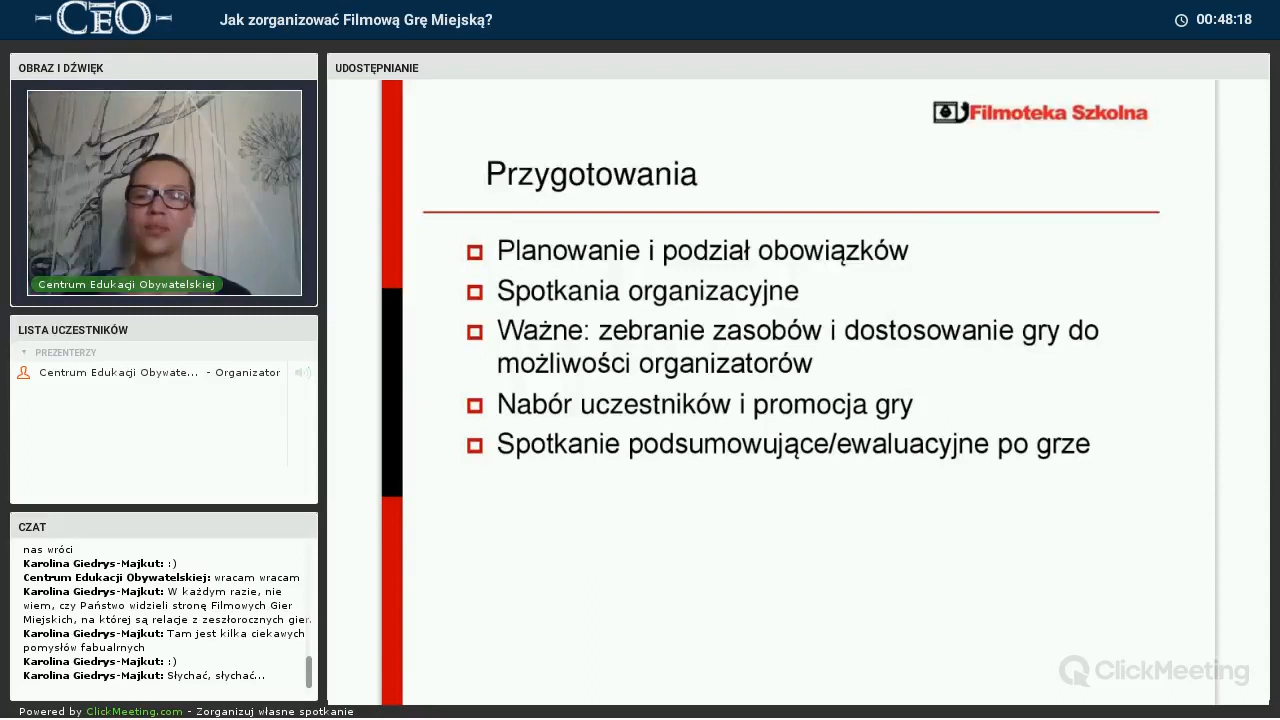 CEO
Jak zorganizować Filmową Grę Miejską?
00:48:18
OBRAZ I DŹWIĘK
Centrum Edukacji Obywatelskiej
LISTA UCZESTNIKÓW
PREZENTERZY
Centrum Edukacji Obywate... - Organizator
CZAT
nas wróci
Karolina Giedrys-Majkut: :)
Centrum Edukacji Obywatelskiej: wracam wracam
Karolina Giedrys-Majkut: W każdym razie, nie
wiem, czy Państwo widzieli stronę Filmowych Gier
Miejskich, na której są relacje z zeszłorocznych gier.
Karolina Giedrys-Majkut: Tam jest kilka ciekawych
pomysłów fabualrnych
Karolina Giedrys-Majkut: :)
Karolina Giedrys-Majkut: Słychać, słychać...
UDOSTĘPNIANIE
Filmoteka Szkolna
Przygotowania
Planowanie i podział obowiązków
Spotkania organizacyjne
Ważne: zebranie zasobów i dostosowanie gry do
możliwości organizatorów
Nabór uczestników i promocja gry
Spotkanie podsumowujące/ewaluacyjne po grze
ClickMeeting
Powered by ClickMeeting.com - Zorganizuj własne spotkanie